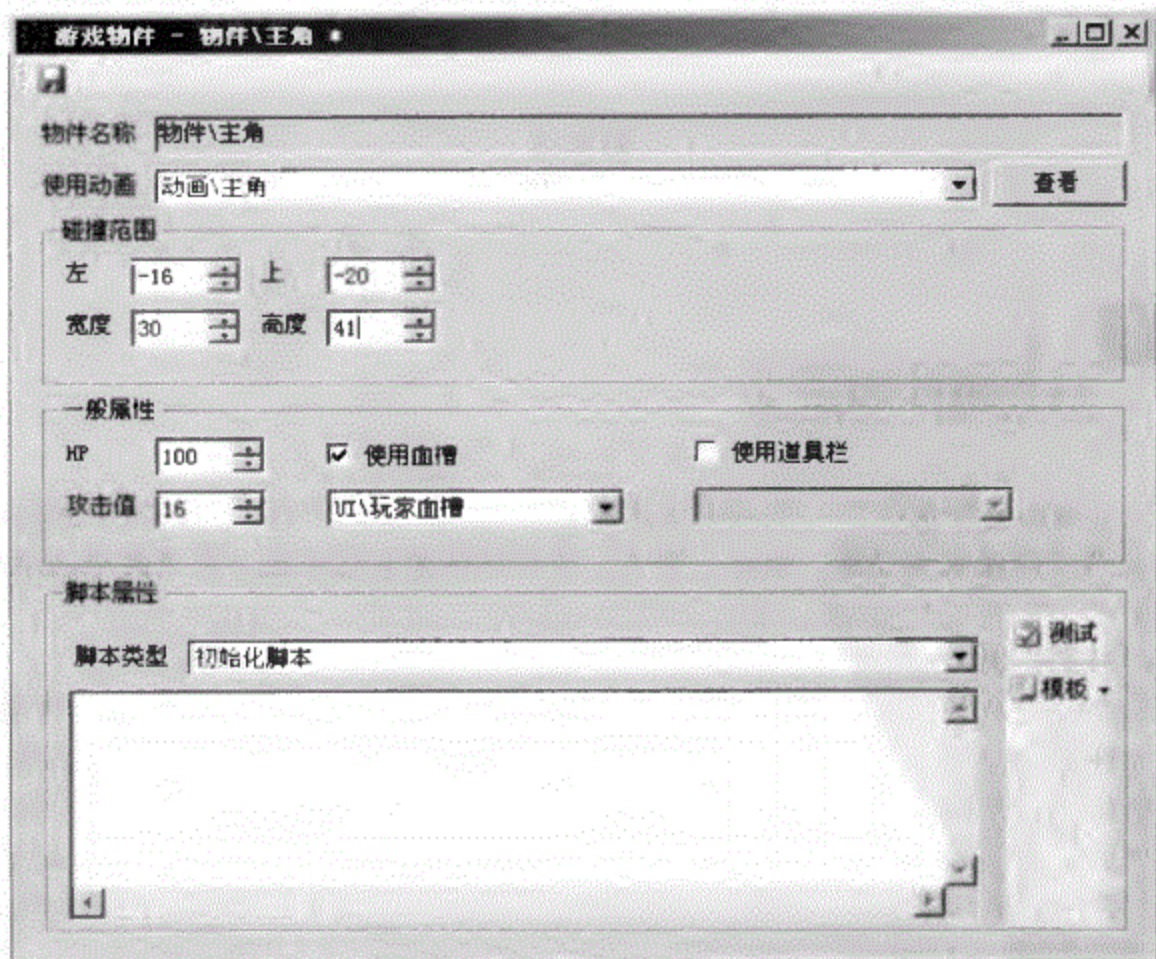 游戏物件 - 物件\主角 *
物件名称 物件\主角
使用动画 动画\主角 查看
碰撞范围
左 -16 上 -20
宽度 30 高度 41
一般属性
HP 100 使用血槽 使用道具栏
攻击值 16 UI\玩家血槽
脚本属性
脚本类型 初始化脚本 测试
模板